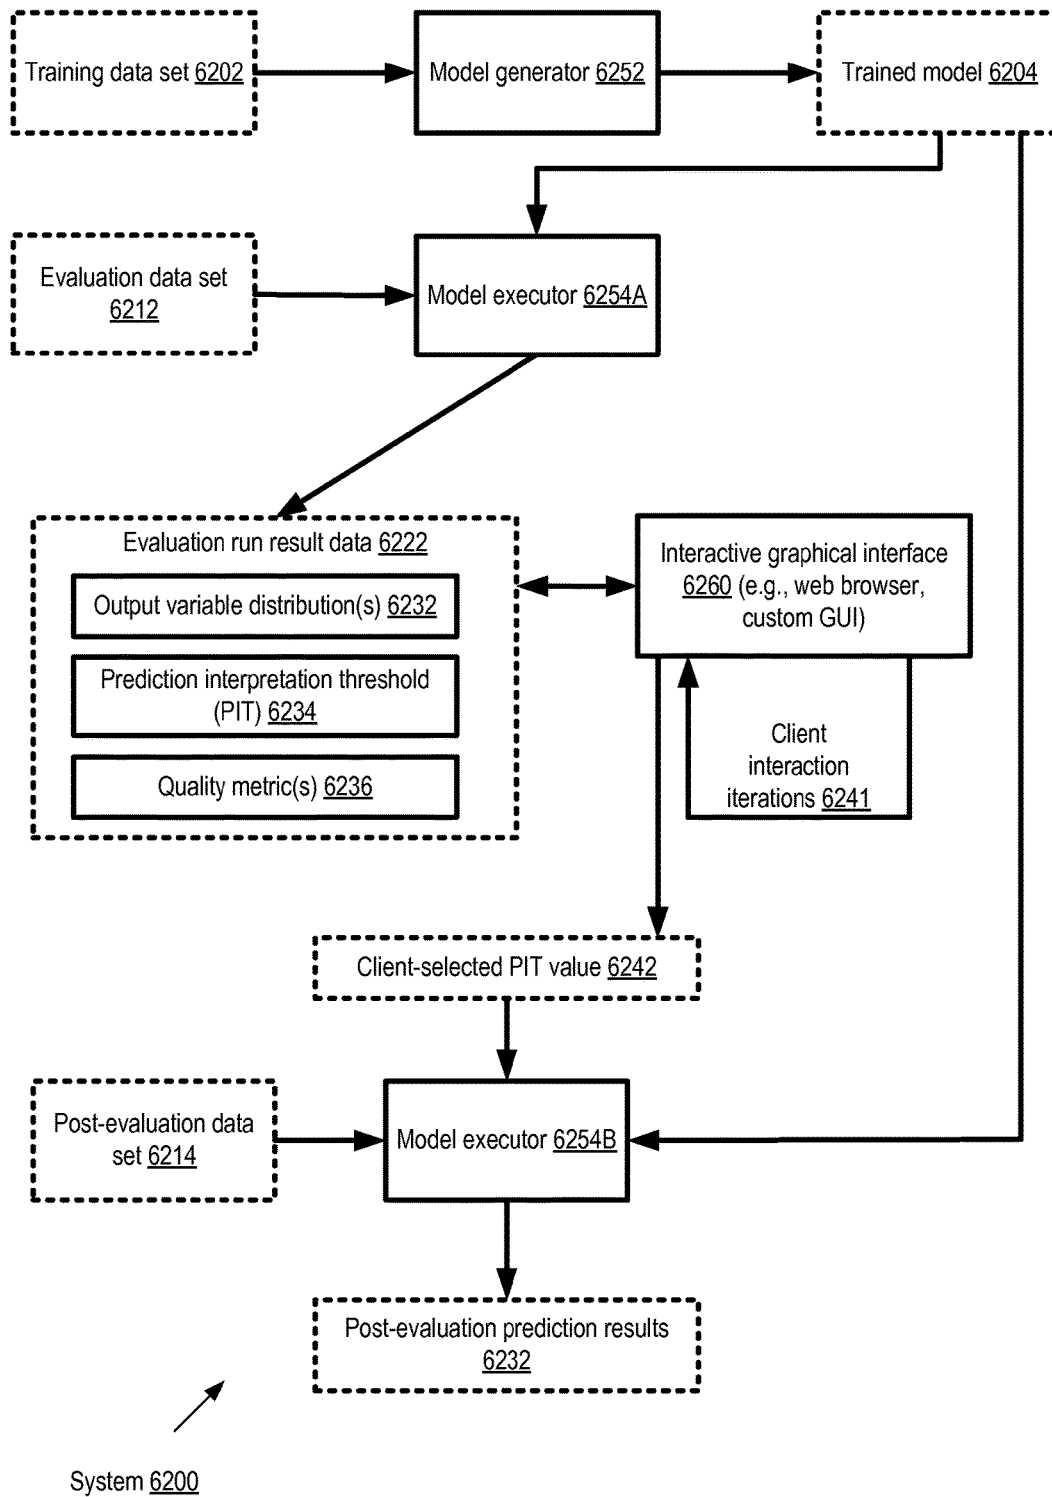 Training data set 6202
Model generator 6252
Trained model 6204
Evaluation data set
6212
Model executor 6254A
Evaluation run result data 6222
Output variable distribution(s) 6232
Prediction interpretation threshold
(PIT) 6234
Quality metric(s) 6236
Interactive graphical interface
6260 (e.g., web browser,
custom GUI)
Client
interaction
iterations 6241
Client-selected PIT value 6242
Post-evaluation data
set 6214
Model executor 6254B
Post-evaluation prediction results
6232
System 6200